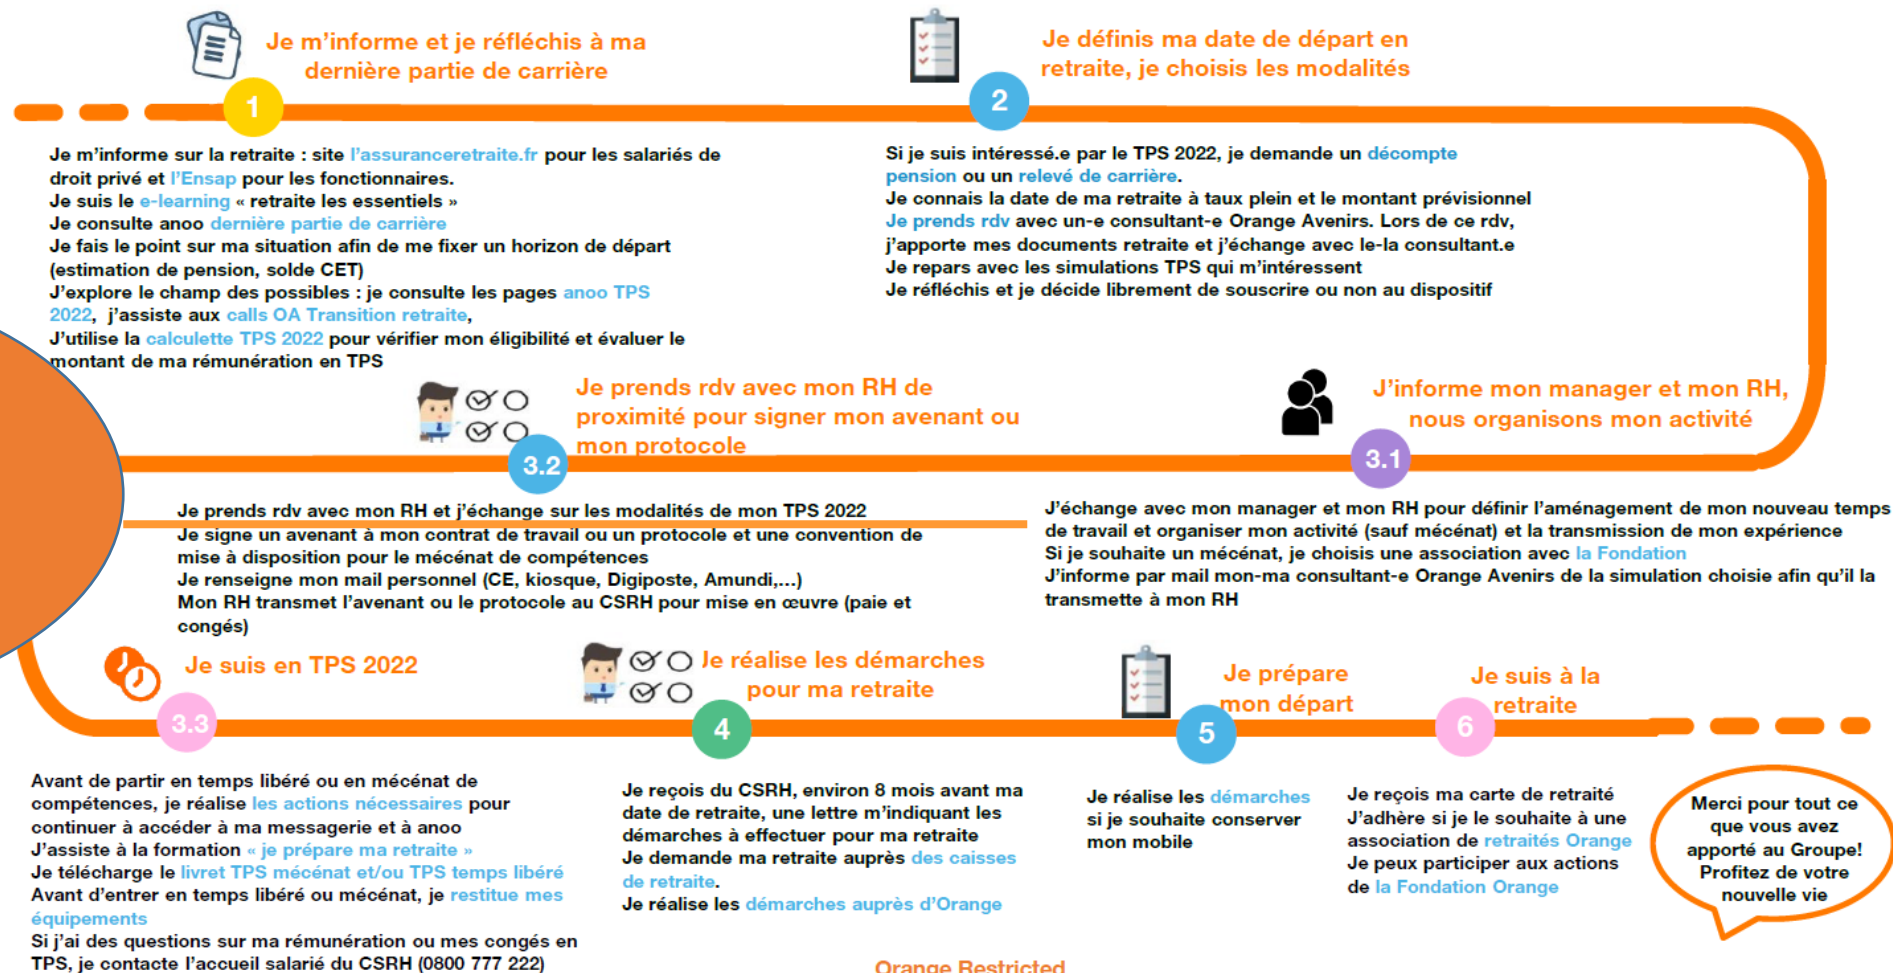 Je m'informe et je réfléchis à ma
dernière partie de carrière
1
Je m'informe sur la retraite : site l'assuranceretraite.fr pour les salariés de
droit privé et l'Ensap pour les fonctionnaires.
Je suis le e-learning « retraite les essentiels »
Je consulte anoo dernière partie de carrière
Je fais le point sur ma situation afin de me fixer un horizon de départ
(estimation de pension, solde CET)
J'explore le champ des possibles : je consulte les pages anoo TPS
2022, j'assiste aux calls OA Transition retraite,
J'utilise la calculette TPS 2022 pour vérifier mon éligibilité et évaluer le
montant de ma rémunération en TPS
Je définis ma date de départ en
retraite, je choisis les modalités
2
Si je suis intéressé.e par le TPS 2022, je demande un décompte
pension ou un relevé de carrière.
Je connais la date de ma retraite à taux plein et le montant prévisionnel
Je prends rdv avec un-e consultant-e Orange Avenirs. Lors de ce rdv,
j'apporte mes documents retraite et j'échange avec le-la consultant.e
Je repars avec les simulations TPS qui m'intéressent
Je réfléchis et je décide librement de souscrire ou non au dispositif
J'informe mon manager et mon RH,
nous organisons mon activité
3.1
J'échange avec mon manager et mon RH pour définir l'aménagement de mon nouveau temps
de travail et organiser mon activité (sauf mécénat) et la transmission de mon expérience
Si je souhaite un mécénat, je choisis une association avec la Fondation
J'informe par mail mon-ma consultant-e Orange Avenirs de la simulation choisie afin qu'il la
transmette à mon RH
Je prends rdv avec mon RH de
proximité pour signer mon avenant ou
mon protocole
3.2
Je prends rdv avec mon RH et j'échange sur les modalités de mon TPS 2022
Je signe un avenant à mon contrat de travail ou un protocole et une convention de
mise à disposition pour le mécénat de compétences
Je renseigne mon mail personnel (CE, kiosque, Digiposte, Amundi,...)
Mon RH transmet l'avenant ou le protocole au CSRH pour mise en œuvre (paie et
congés)
Je suis en TPS 2022
3.3
Avant de partir en temps libéré ou en mécénat de
compétences, je réalise les actions nécessaires pour
continuer à accéder à ma messagerie et à anoo
J'assiste à la formation « je prépare ma retraite »
Je télécharge le livret TPS mécénat et/ou TPS temps libéré
Avant d'entrer en temps libéré ou mécénat, je restitue mes
équipements
Si j'ai des questions sur ma rémunération ou mes congés en
TPS, je contacte l'accueil salarié du CSRH (0800 777 222)
Je réalise les démarches
pour ma retraite
4
Je reçois du CSRH, environ 8 mois avant ma
date de retraite, une lettre m'indiquant les
démarches à effectuer pour ma retraite
Je demande ma retraite auprès des caisses
de retraite.
Je réalise les démarches auprès d'Orange
Je prépare
mon départ
5
Je réalise les démarches
si je souhaite conserver
mon mobile
Je suis à la
retraite
6
Je reçois ma carte de retraité
J'adhère si je le souhaite à une
association de retraités Orange
Je peux participer aux actions
de la Fondation Orange
Merci pour tout ce
que vous avez
apporté au Groupe!
Profitez de votre
nouvelle vie
Orange Restricted